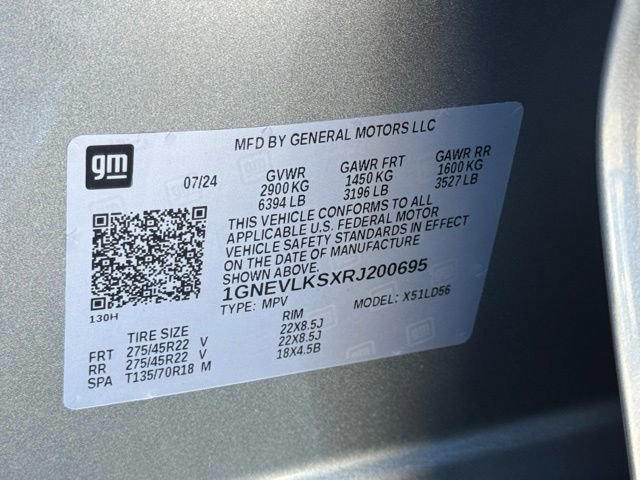 gm
MFD BY GENERAL MOTORS LLC
07/24
GVWR
2900 KG
6394 LB
GAWR FRT
1450 KG
3196 LB
GAWR RR
1600 KG
3527 LB
THIS VEHICLE CONFORMS TO ALL
APPLICABLE U.S. FEDERAL MOTOR
VEHICLE SAFETY STANDARDS IN EFFECT
ON THE DATE OF MANUFACTURE
SHOWN ABOVE.
1GNEVLKSXRJ200695
TYPE: MPV MODEL: X51LD56
130H
TIRE SIZE RIM
FRT 275/45R22 V 22X8.5J
RR 275/45R22 V 22X8.5J
SPA T135/70R18 M 18X4.5B